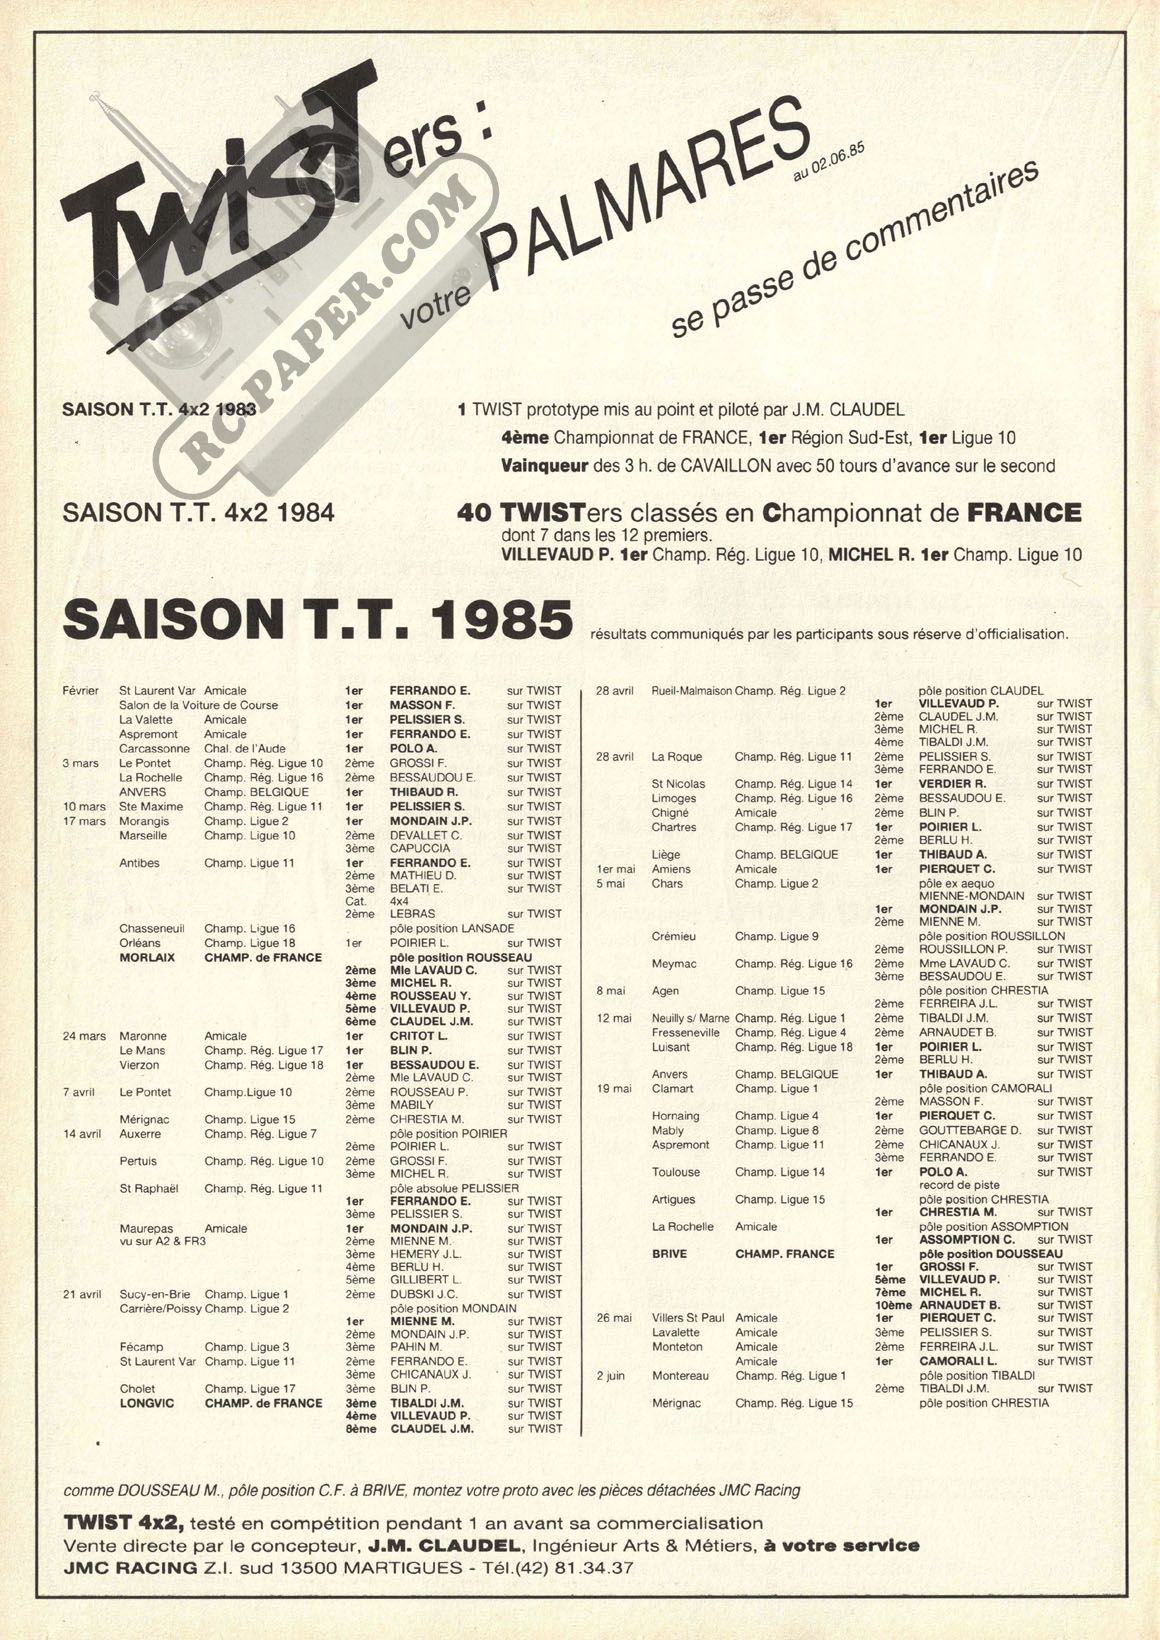 TWISTers :
votre PALMARES
au 02.06.85
se passe de commentaires
RC-PAPER.COM
SAISON T.T. 4x2 1983 1 TWIST prototype mis au point et piloté par J.M. CLAUDEL
4ème Championnat de FRANCE, 1er Région Sud-Est, 1er Ligue 10
Vainqueur des 3 h. de CAVAILLON avec 50 tours d'avance sur le second
SAISON T.T. 4x2 1984 40 TWISTers classés en Championnat de FRANCE
dont 7 dans les 12 premiers.
VILLEVAUD P. 1er Champ. Rég. Ligue 10, MICHEL R. 1er Champ. Ligue 10
SAISON T.T. 1985 résultats communiqués par les participants sous réserve d'officialisation.
Février St Laurent Var Amicale 1er FERRANDO E. sur TWIST
Salon de la Voiture de Course 1er MASSON F. sur TWIST
La Valette Amicale 1er PELISSIER S. sur TWIST
Aspremont Amicale 1er FERRANDO E. sur TWIST
Carcassonne Chal. de l'Aude 1er POLO A. sur TWIST
3 mars Le Pontet Champ. Rég. Ligue 10 2ème GROSSI F. sur TWIST
La Rochelle Champ. Rég. Ligue 16 2ème BESSAUDOU E. sur TWIST
ANVERS Champ. BELGIQUE 1er THIBAUD R. sur TWIST
10 mars Ste Maxime Champ. Rég. Ligue 11 1er PELISSIER S. sur TWIST
17 mars Morangis Champ. Ligue 2 1er MONDAIN J.P. sur TWIST
Marseille Champ. Ligue 10 2ème DEVALLET C. sur TWIST
3ème CAPUCCIA sur TWIST
Antibes Champ. Ligue 11 1er FERRANDO E. sur TWIST
2ème MATHIEU D. sur TWIST
3ème BELATI E. sur TWIST
Cat. 4x4
2ème LEBRAS sur TWIST
Chasseneuil Champ. Ligue 16 pôle position LANSADE
Orléans Champ. Ligue 18 1er POIRIER L. sur TWIST
MORLAIX CHAMP. de FRANCE pôle position ROUSSEAU
2ème Mle LAVAUD C. sur TWIST
3ème MICHEL R. sur TWIST
4ème ROUSSEAU Y. sur TWIST
5ème VILLEVAUD P. sur TWIST
6ème CLAUDEL J.M. sur TWIST
24 mars Maronne Amicale 1er CRITOT L. sur TWIST
Le Mans Champ. Rég. Ligue 17 1er BLIN P. sur TWIST
Vierzon Champ. Rég. Ligue 18 1er BESSAUDOU E. sur TWIST
2ème Mle LAVAUD C. sur TWIST
7 avril Le Pontet Champ.Ligue 10 2ème ROUSSEAU P. sur TWIST
3ème MABILY sur TWIST
Mérignac Champ. Ligue 15 2ème CHRESTIA M. sur TWIST
14 avril Auxerre Champ. Rég. Ligue 7 pôle position POIRIER
2ème POIRIER L. sur TWIST
Pertuis Champ. Rég. Ligue 10 2ème GROSSI F. sur TWIST
3ème MICHEL R. sur TWIST
St Raphaël Champ. Rég. Ligue 11 pôle absolue PELISSIER
1er FERRANDO E. sur TWIST
3ème PELISSIER S. sur TWIST
Maurepas Amicale 1er MONDAIN J.P. sur TWIST
vu sur A2 & FR3 2ème MIENNE M. sur TWIST
3ème HEMERY J.L. sur TWIST
4ème BERLU H. sur TWIST
5ème GILLIBERT L. sur TWIST
21 avril Sucy-en-Brie Champ. Ligue 1 2ème DUBSKI J.C. sur TWIST
Carrière/Poissy Champ. Ligue 2 pôle position MONDAIN
1er MIENNE M. sur TWIST
2ème MONDAIN J.P. sur TWIST
Fécamp Champ. Ligue 3 3ème PAHIN M. sur TWIST
St Laurent Var Champ. Ligue 11 2ème FERRANDO E. sur TWIST
3ème CHICANAUX J. sur TWIST
Cholet Champ. Ligue 17 3ème BLIN P. sur TWIST
LONGVIC CHAMP. de FRANCE 3ème TIBALDI J.M. sur TWIST
4ème VILLEVAUD P. sur TWIST
8ème CLAUDEL J.M. sur TWIST
28 avril Rueil-Malmaison Champ. Rég. Ligue 2 pôle position CLAUDEL
1er VILLEVAUD P. sur TWIST
2ème CLAUDEL J.M. sur TWIST
3ème MICHEL R. sur TWIST
4ème TIBALDI J.M. sur TWIST
28 avril La Roque Champ. Rég. Ligue 11 2ème PELISSIER S. sur TWIST
3ème FERRANDO E. sur TWIST
St Nicolas Champ. Rég. Ligue 14 1er VERDIER R. sur TWIST
Limoges Champ. Rég. Ligue 16 2ème BESSAUDOU E. sur TWIST
Chigné Amicale 2ème BLIN P. sur TWIST
Chartres Champ. Rég. Ligue 17 1er POIRIER L. sur TWIST
2ème BERLU H. sur TWIST
Liège Champ. BELGIQUE 1er THIBAUD A. sur TWIST
1er mai Amiens Amicale 1er PIERQUET C. sur TWIST
5 mai Chars Champ. Ligue 2 pôle ex aequo
MIENNE-MONDAIN sur TWIST
1er MONDAIN J.P. sur TWIST
2ème MIENNE M. sur TWIST
Crémieu Champ. Ligue 9 pôle position ROUSSILLON
2ème ROUSSILLON P. sur TWIST
Meymac Champ. Rég. Ligue 16 2ème Mme LAVAUD C. sur TWIST
3ème BESSAUDOU E. sur TWIST
8 mai Agen Champ. Ligue 15 pôle position CHRESTIA
2ème FERREIRA J.L. sur TWIST
12 mai Neuilly s/ Marne Champ. Rég. Ligue 1 2ème TIBALDI J.M. sur TWIST
Fresseneville Champ. Rég. Ligue 4 2ème ARNAUDET B. sur TWIST
Luisant Champ. Rég. Ligue 18 1er POIRIER L. sur TWIST
2ème BERLU H. sur TWIST
Anvers Champ. BELGIQUE 1er THIBAUD A. sur TWIST
19 mai Clamart Champ. Ligue 1 pôle position CAMORALI
2ème MASSON F. sur TWIST
Hornaing Champ. Ligue 4 1er PIERQUET C. sur TWIST
Mably Champ. Ligue 8 2ème GOUTTEBARGE D. sur TWIST
Aspremont Champ. Ligue 11 2ème CHICANAUX J. sur TWIST
3ème FERRANDO E. sur TWIST
Toulouse Champ. Ligue 14 1er POLO A. sur TWIST
record de piste
Artigues Champ. Ligue 15 pôle position CHRESTIA
1er CHRESTIA M. sur TWIST
La Rochelle Amicale pôle position ASSOMPTION
1er ASSOMPTION C. sur TWIST
BRIVE CHAMP. FRANCE pôle position DOUSSEAU
1er GROSSI F. sur TWIST
5ème VILLEVAUD P. sur TWIST
7ème MICHEL R. sur TWIST
10ème ARNAUDET B. sur TWIST
26 mai Villers St Paul Amicale 1er PIERQUET C. sur TWIST
Lavalette Amicale 3ème PELISSIER S. sur TWIST
Monteton Amicale 2ème FERREIRA J.L. sur TWIST
Amicale 1er CAMORALI L. sur TWIST
2 juin Montereau Champ. Rég. Ligue 1 pôle position TIBALDI
2ème TIBALDI J.M. sur TWIST
Mérignac Champ. Rég. Ligue 15 pôle position CHRESTIA
comme DOUSSEAU M., pôle position C.F. à BRIVE, montez votre proto avec les pièces détachées JMC Racing
TWIST 4x2, testé en compétition pendant 1 an avant sa commercialisation
Vente directe par le concepteur, J.M. CLAUDEL, Ingénieur Arts & Métiers, à votre service
JMC RACING Z.I. sud 13500 MARTIGUES - Tél.(42) 81.34.37